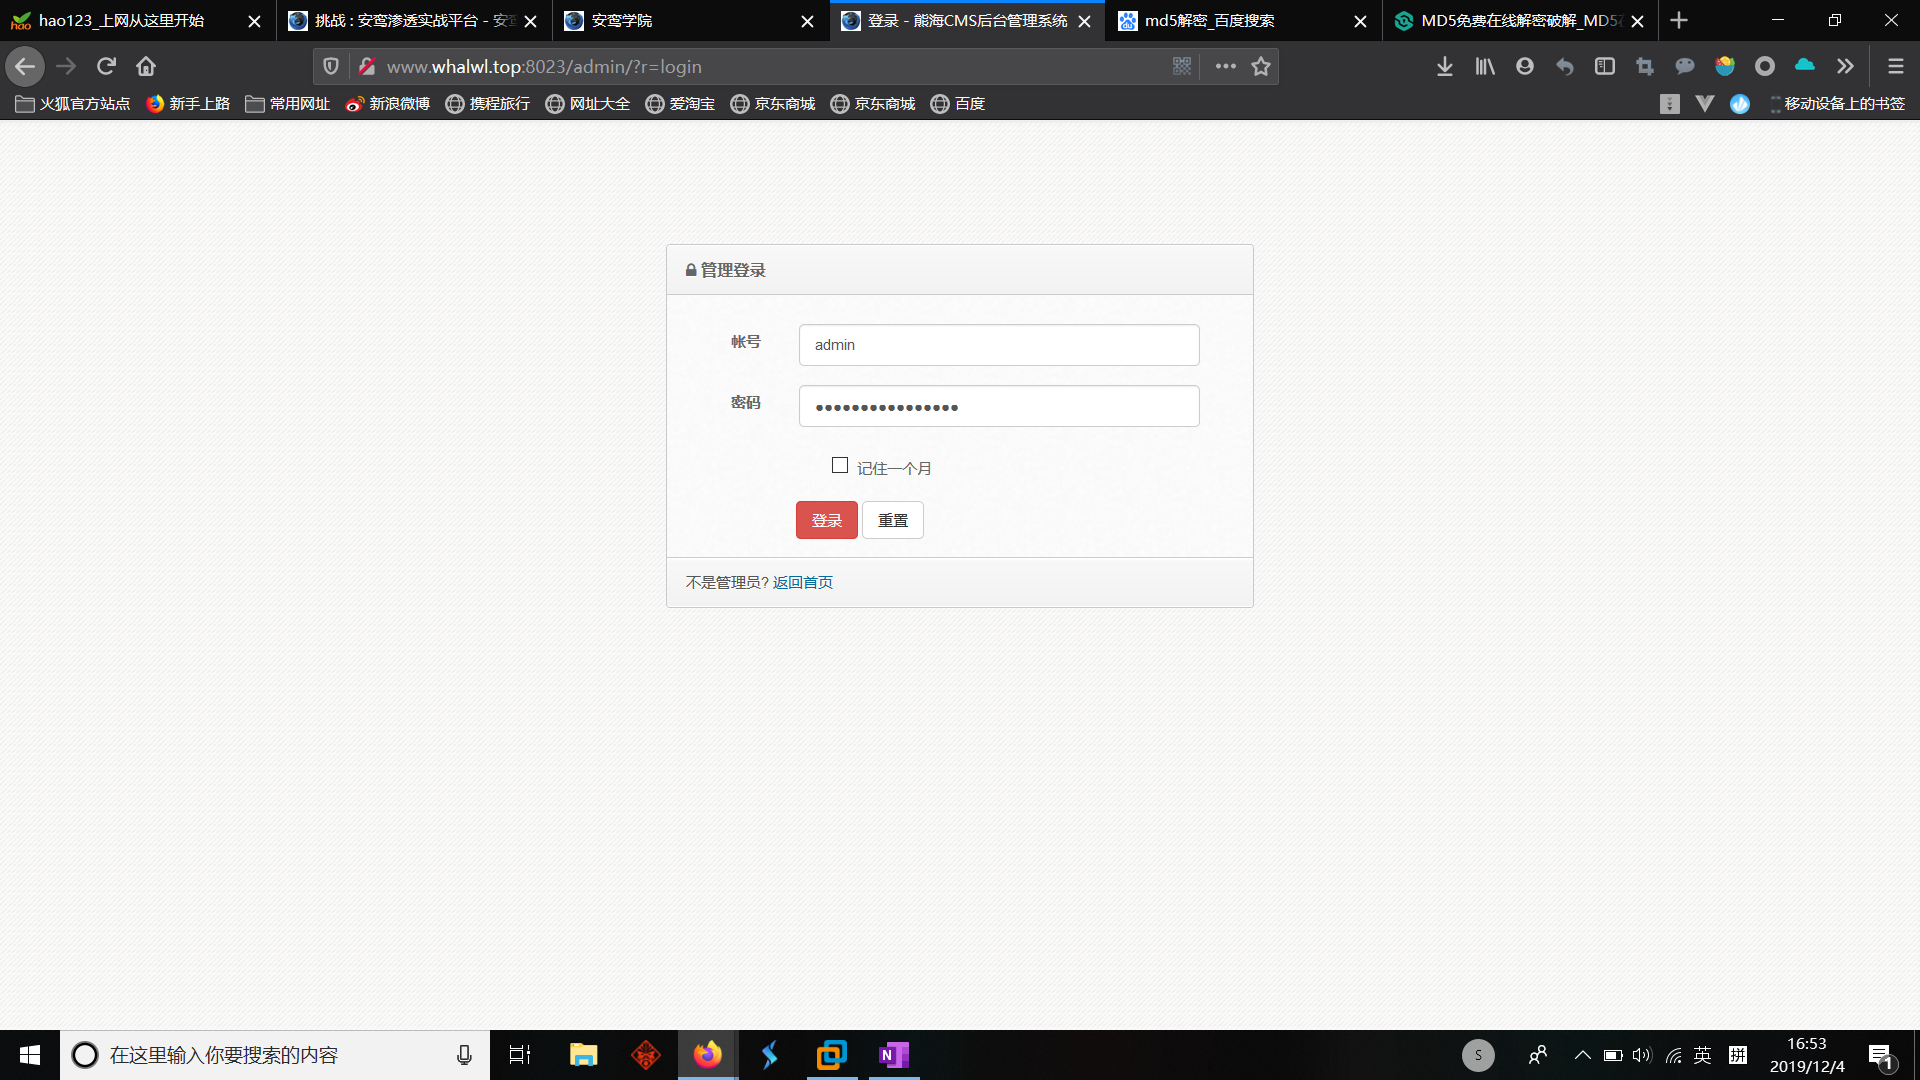 hao123_上网从这里开始
挑战 : 安鸾渗透实战平台 - 安
安鸾学院
登录 - 熊海CMS后台管理系统
md5解密_百度搜索
MD5免费在线解密破解_MD5
www.whalwl.top:8023/admin/?r=login
火狐官方站点
新手上路
常用网址
新浪微博
携程旅行
网址大全
爱淘宝
京东商城
京东商城
百度
移动设备上的书签
管理登录
帐号
admin
密码
记住一个月
登录
重置
不是管理员? 返回首页
在这里输入你要搜索的内容
S
英
拼
16:53
2019/12/4
1